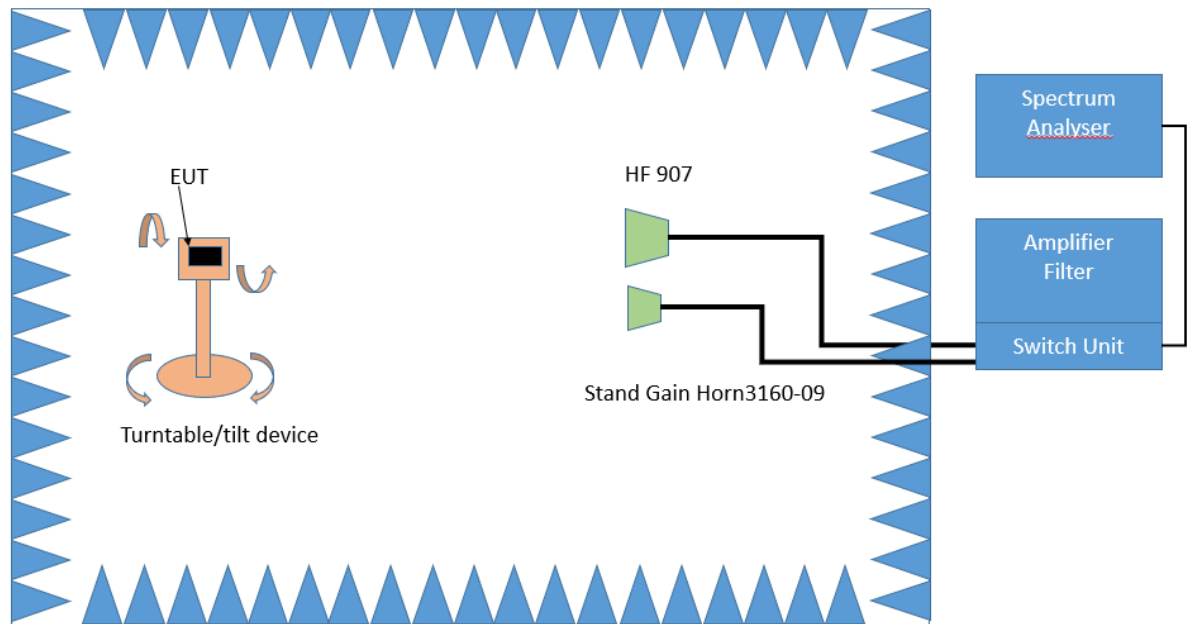 EUT
Turntable/tilt device
HF 907
Stand Gain Horn3160-09
Spectrum
Analyser
Amplifier
Filter
Switch Unit